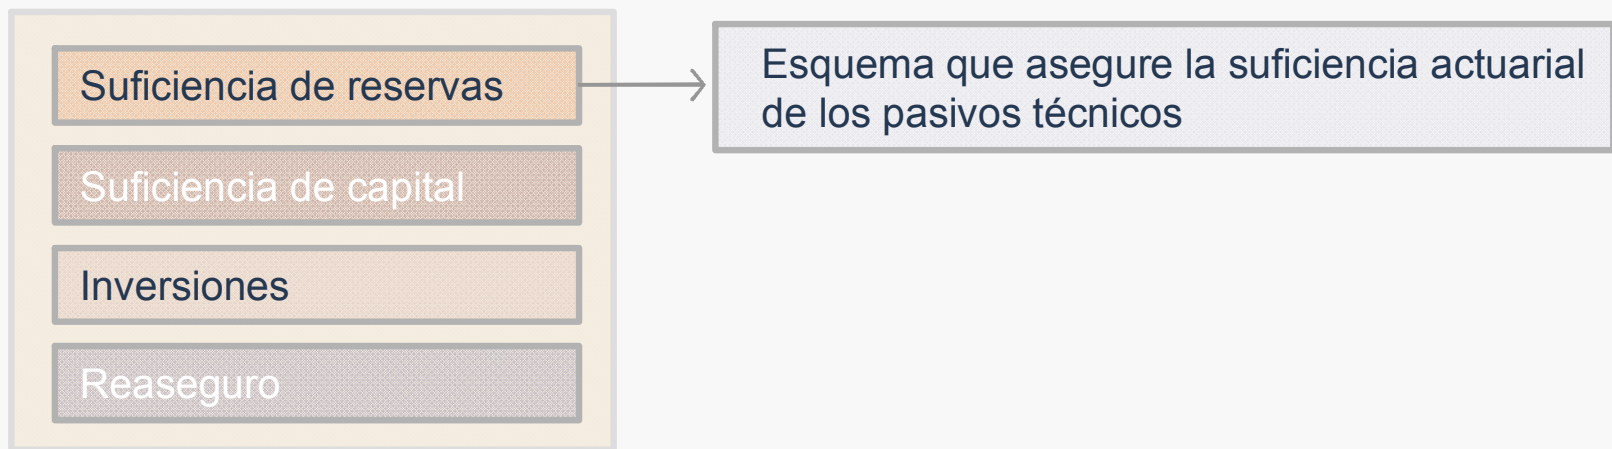 Suficiencia de reservas
Esquema que asegure la suficiencia actuarial
de los pasivos técnicos
Suficiencia de capital
Inversiones
Reaseguro